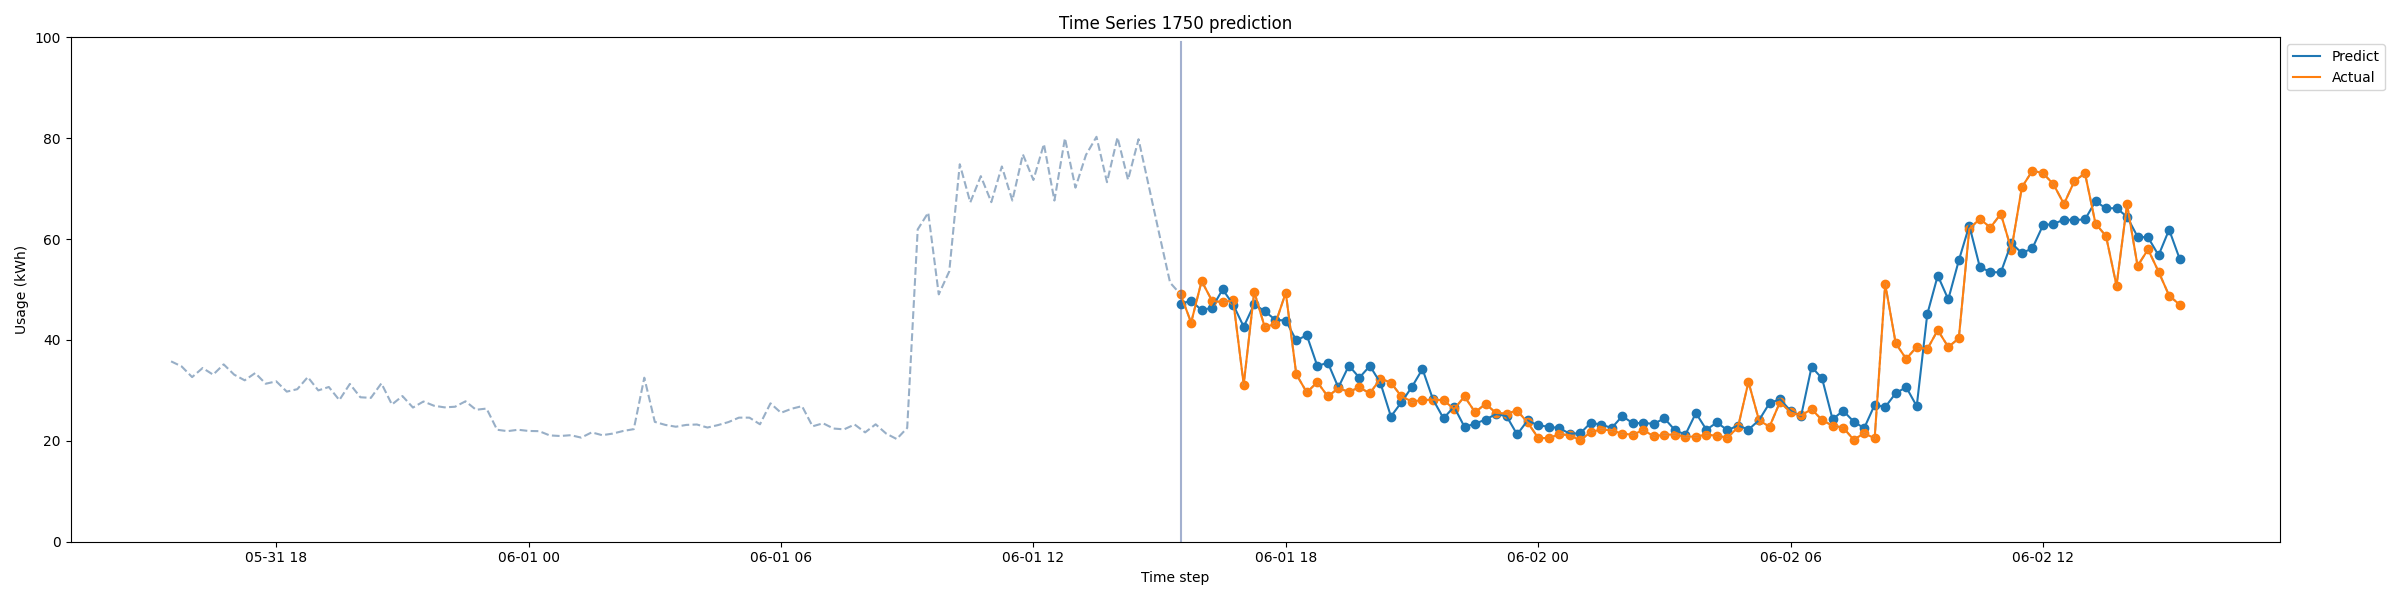 Time Series 1750 prediction
100
80
60
40
20
0
Usage (kWh)
05-31 18
06-01 00
06-01 06
06-01 12
06-01 18
06-02 00
06-02 06
06-02 12
Time step
Predict
Actual